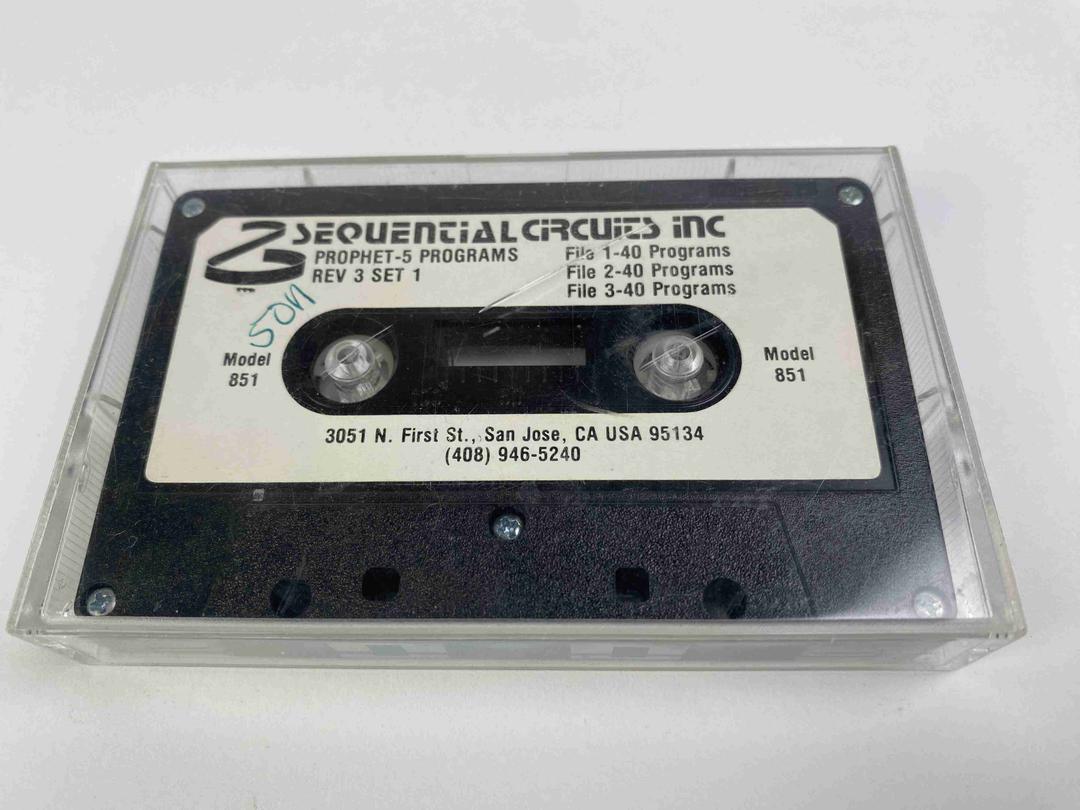 SEQUENTIAL CIRCUITS INC
PROPHET-5 PROGRAMS
REV 3 SET 1
File 1-40 Programs
File 2-40 Programs
File 3-40 Programs
Model
851
Model
851
3051 N. First St., San Jose, CA USA 95134
(408) 946-5240